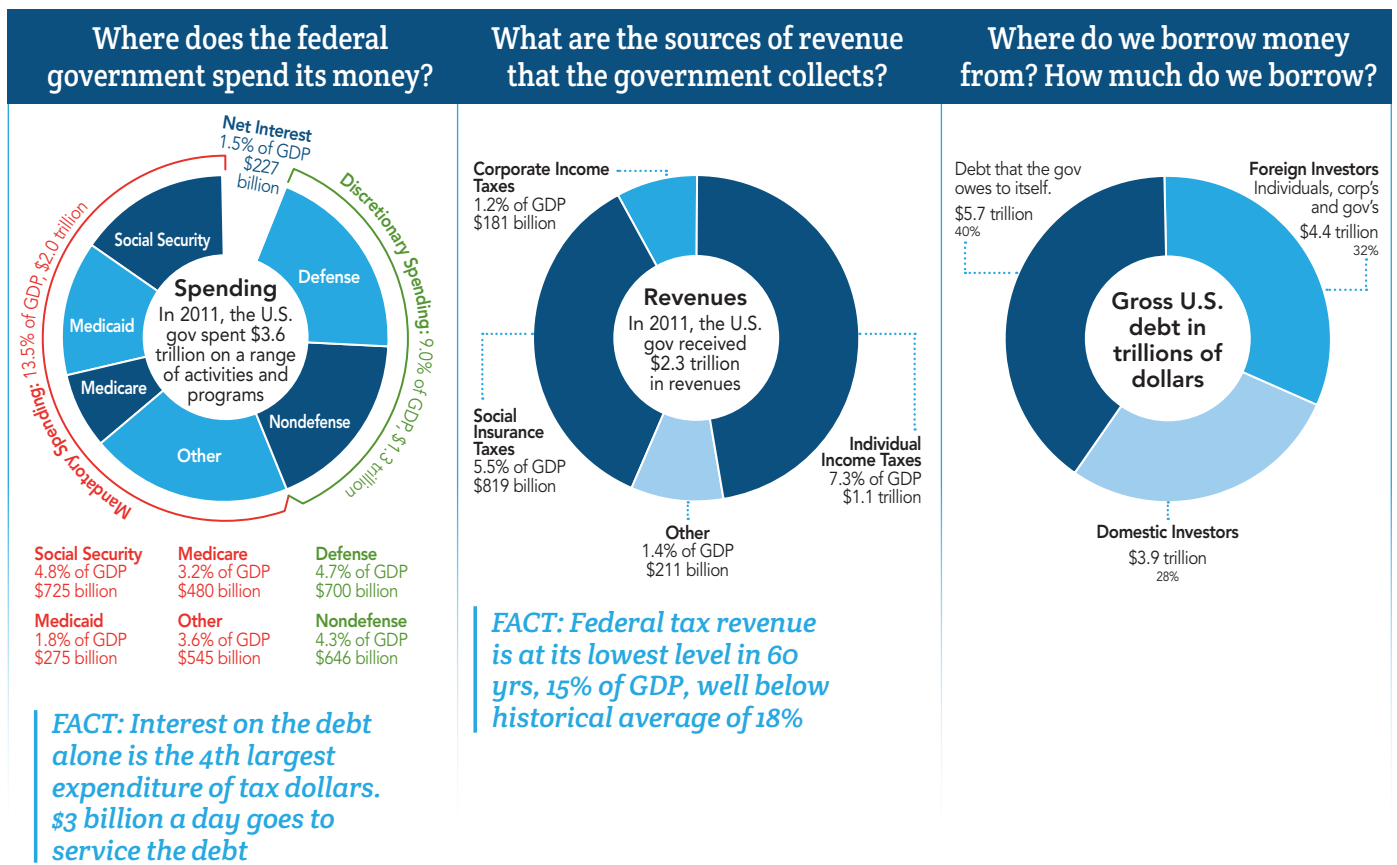 Where does the federal
government spend its money?
Net Interest
1.5% of GDP
$227
billion
Mandatory Spending: 13.5% of GDP, $2.0 trillion
Discretionary Spending: 9.0% of GDP, $1.3 trillion
Social Security
Defense
Medicaid
Medicare
Nondefense
Other
Spending
In 2011, the U.S.
gov spent $3.6
trillion on a range
of activities and
programs
Social Security
4.8% of GDP
$725 billion
Medicare
3.2% of GDP
$480 billion
Defense
4.7% of GDP
$700 billion
Medicaid
1.8% of GDP
$275 billion
Other
3.6% of GDP
$545 billion
Nondefense
4.3% of GDP
$646 billion
FACT: Interest on the debt
alone is the 4th largest
expenditure of tax dollars.
$3 billion a day goes to
service the debt
What are the sources of revenue
that the government collects?
Corporate Income
Taxes
1.2% of GDP
$181 billion
Revenues
In 2011, the U.S.
gov received
$2.3 trillion
in revenues
Social
Insurance
Taxes
5.5% of GDP
$819 billion
Individual
Income Taxes
7.3% of GDP
$1.1 trillion
Other
1.4% of GDP
$211 billion
FACT: Federal tax revenue
is at its lowest level in 60
yrs, 15% of GDP, well below
historical average of 18%
Where do we borrow money
from? How much do we borrow?
Debt that the gov
owes to itself.
$5.7 trillion
40%
Foreign Investors
Individuals, corp's
and gov's
$4.4 trillion
32%
Gross U.S.
debt in
trillions of
dollars
Domestic Investors
$3.9 trillion
28%